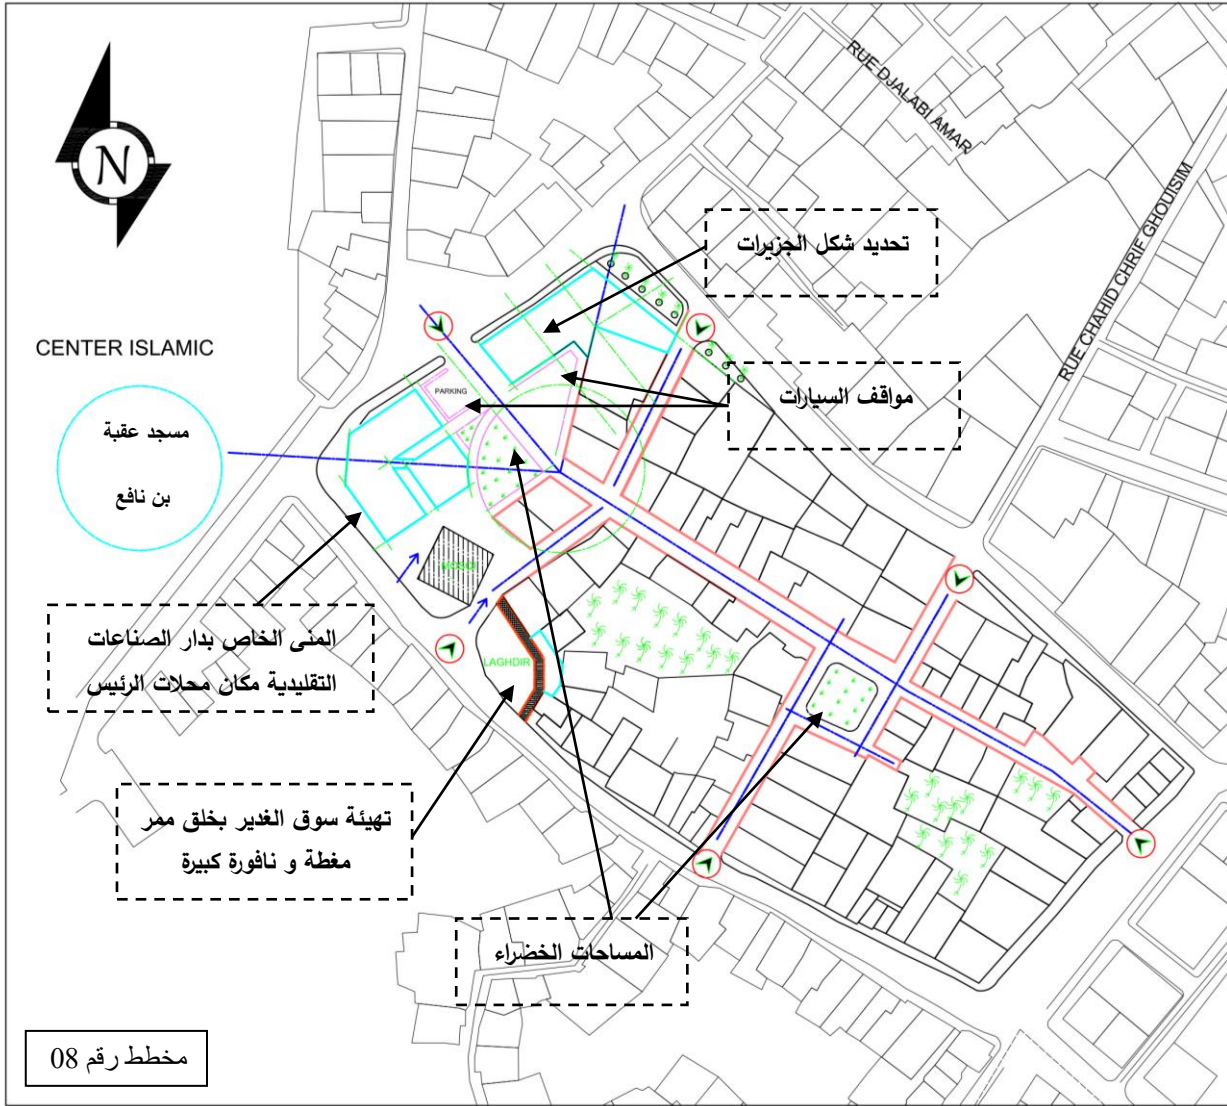 RUE DJALABI AMAR
RUE CHAHID CHRIF GHOUISIM
N
تحديد شكل الجزيرات
CENTER ISLAMIC
مسجد عقبة
بن نافع
PARKING
مواقف السيارات
MOSQ
LAGHDIR
المنى الخاص بدار الصناعات
التقليدية مكان محلات الرئيس
تهيئة سوق الغدير بخلق ممر
مغطة و نافورة كبيرة
المساحات الخضراء
مخطط رقم 08